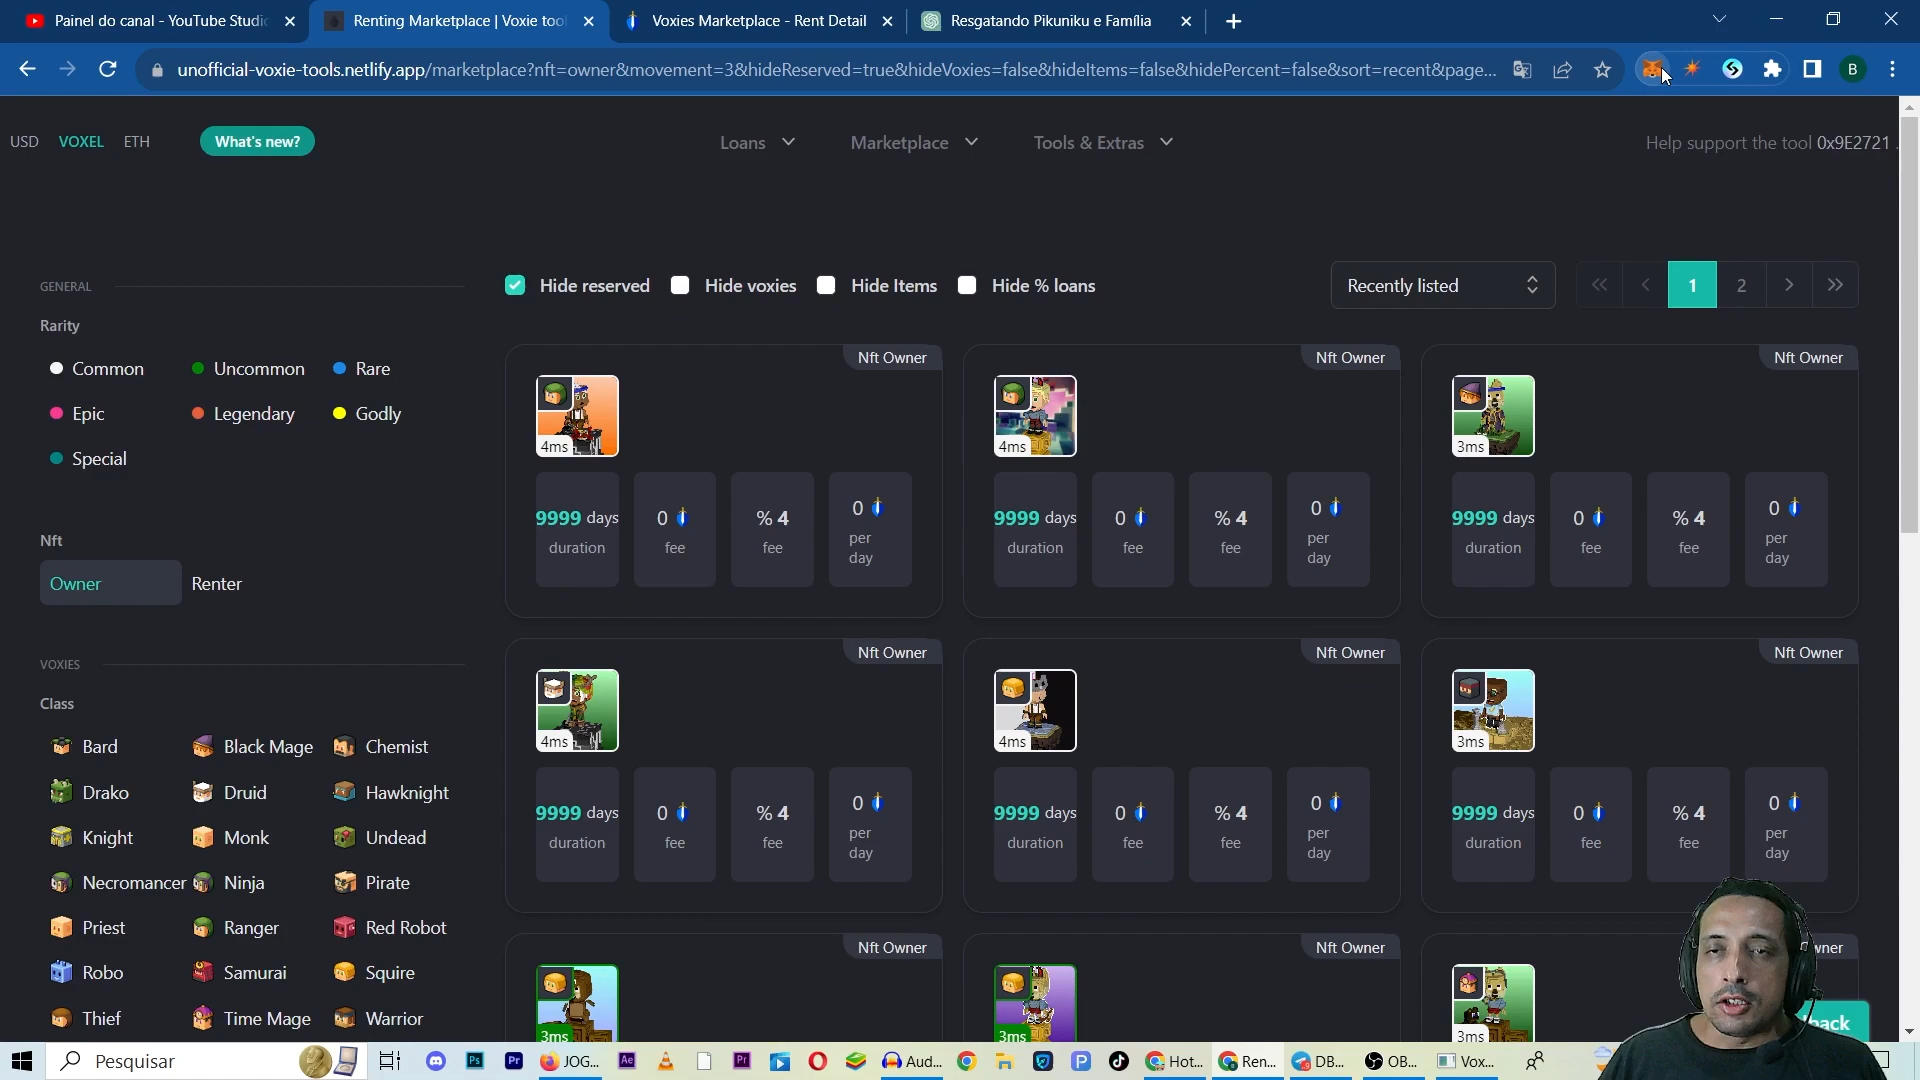 Painel do canal - YouTube Studi
Renting Marketplace | Voxie tool
Voxies Marketplace - Rent Detail
Resgatando Pikuniku e Família
unofficial-voxie-tools.netlify.app/marketplace?nft=owner&movement=3&hideReserved=true&hideVoxies=false&hideItems=false&hidePercent=false&sort=recent&page...
B
USD VOXEL ETH What's new?
Loans Marketplace Tools & Extras
Help support the tool 0x9E2721 .
GENERAL
Rarity
Common Uncommon Rare
Epic Legendary Godly
Special
Nft
Owner Renter
VOXIES
Class
Bard Black Mage Chemist
Drako Druid Hawknight
Knight Monk Undead
Necromancer Ninja Pirate
Priest Ranger Red Robot
Robo Samurai Squire
Thief Time Mage Warrior
Hide reserved Hide voxies Hide Items Hide % loans
Recently listed
« ‹ 1 2 › »
Nft Owner Nft Owner Nft Owner
4ms 4ms 3ms
9999 days 0 % 4 0 9999 days 0 % 4 0 9999 days 0 % 4 0
duration fee fee per day duration fee fee per day duration fee fee per day
Nft Owner Nft Owner Nft Owner
4ms 4ms 3ms
9999 days 0 % 4 0 9999 days 0 % 4 0 9999 days 0 % 4 0
duration fee fee per day duration fee fee per day duration fee fee per day
Nft Owner Nft Owner wner
3ms 3ms 3ms
back
Pesquisar
Ps Pr JOG... Ae Pr Aud... P Hot... Ren... DB... OB... Vox...